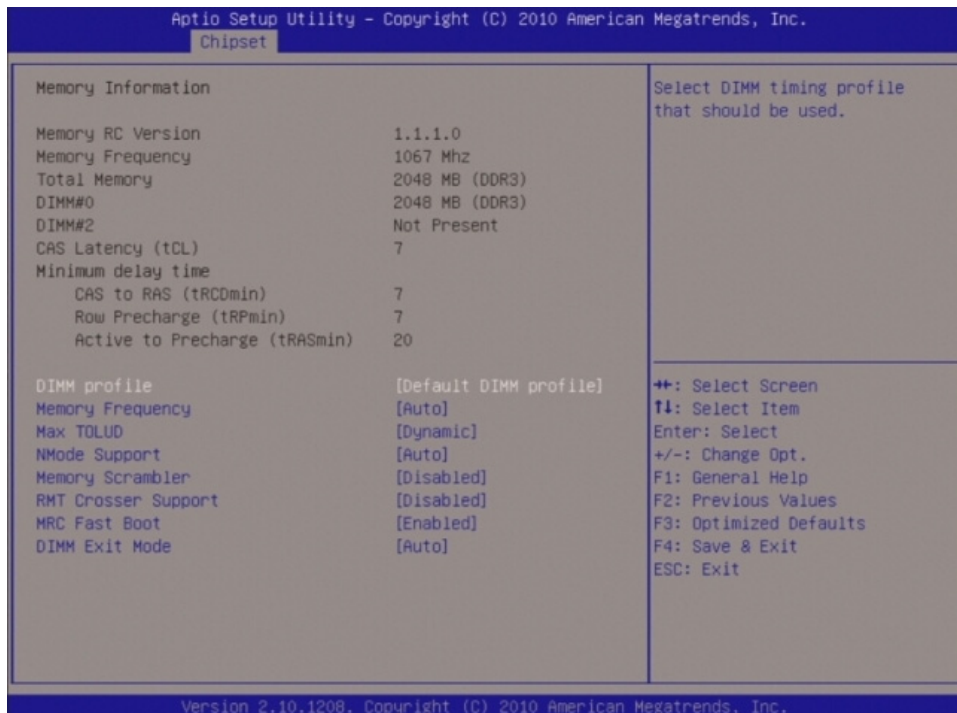 Aptio Setup Utility – Copyright (C) 2010 American Megatrends, Inc.
Chipset
Memory Information
Memory RC Version 1.1.1.0
Memory Frequency 1067 Mhz
Total Memory 2048 MB (DDR3)
DIMM#0 2048 MB (DDR3)
DIMM#2 Not Present
CAS Latency (tCL) 7
Minimum delay time
CAS to RAS (tRCDmin) 7
Row Precharge (tRPmin) 7
Active to Precharge (tRASmin) 20
DIMM profile [Default DIMM profile]
Memory Frequency [Auto]
Max TOLUD [Dynamic]
NMode Support [Auto]
Memory Scrambler [Disabled]
RMT Crosser Support [Disabled]
MRC Fast Boot [Enabled]
DIMM Exit Mode [Auto]
Select DIMM timing profile
that should be used.
→←: Select Screen
↑↓: Select Item
Enter: Select
+/-: Change Opt.
F1: General Help
F2: Previous Values
F3: Optimized Defaults
F4: Save & Exit
ESC: Exit
Version 2.10.1208. Copyright (C) 2010 American Megatrends, Inc.